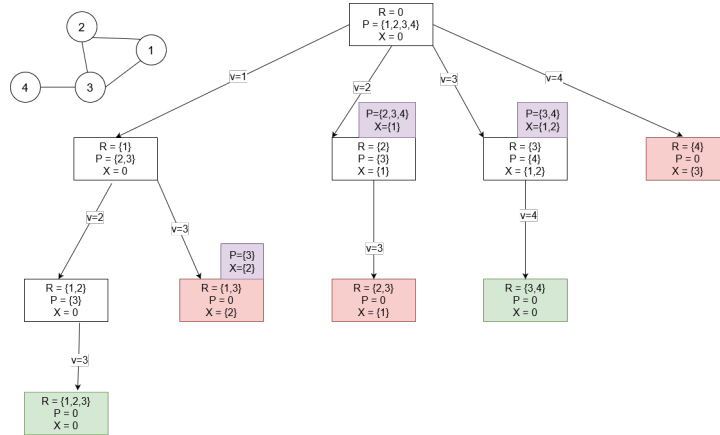 2
1
4
3
R = 0
P = {1,2,3,4}
X = 0
v=1
v=2
v=3
v=4
P={2,3,4}
X={1}
P={3,4}
X={1,2}
R = {1}
P = {2,3}
X = 0
R = {2}
P = {3}
X = {1}
R = {3}
P = {4}
X = {1,2}
R = {4}
P = 0
X = {3}
v=2
v=3
v=3
v=4
P={3}
X={2}
R = {1,2}
P = {3}
X = 0
R = {1,3}
P = 0
X = {2}
R = {2,3}
P = 0
X = {1}
R = {3,4}
P = 0
X = 0
v=3
R = {1,2,3}
P = 0
X = 0